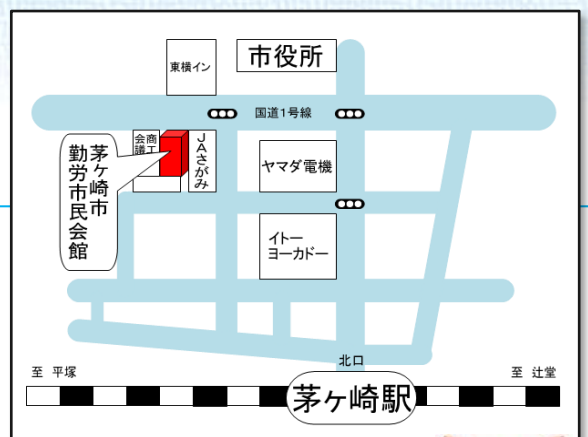 市役所
東横イン
国道1号線
商工
会議
JAさがみ
茅ケ崎市
勤労市民会館
ヤマダ電機
イトー
ヨーカドー
北口
至 平塚
至 辻堂
茅ヶ崎駅